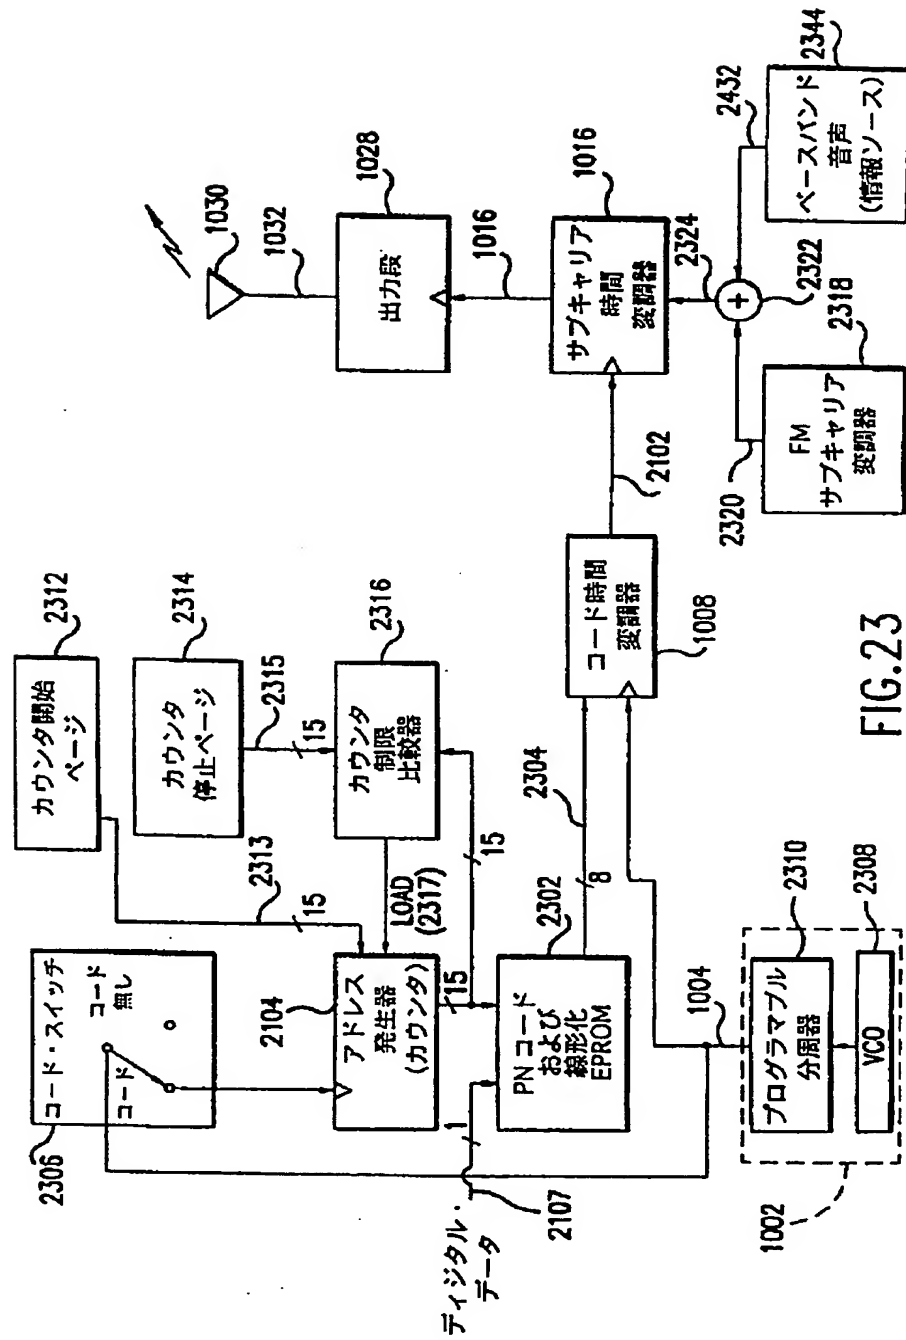 コード・スイッチ
コード
無し
コード
2306
カウンタ開始
ページ
2312
2313
15
カウンタ
停止ページ
2314
2315
15
カウンタ
制限
比較器
2316
LOAD
(2317)
アドレス
発生器
(カウンタ)
2104
15
15
ディジタル・
データ
1
2107
PNコード
および
線形化
EPROM
2302
8
2304
コード時間
変調器
1008
2102
プログラマブル
分周器
2310
VCO
2308
1002
1004
1030
1032
出力段
1028
1016
サブキャリア
時間
変調器
1016
2324
+
2322
FM
サブキャリア
変調器
2318
2320
ベースバンド
音声
(情報ソース)
2344
2432
FIG.23